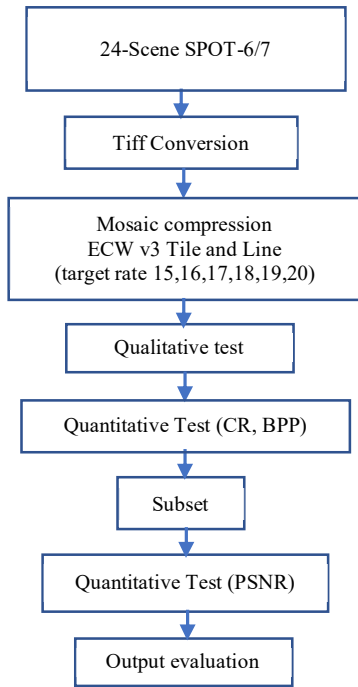 24-Scene SPOT-6/7
Tiff Conversion
Mosaic compression
ECW v3 Tile and Line
(target rate 15,16,17,18,19,20)
Qualitative test
Quantitative Test (CR, BPP)
Subset
Quantitative Test (PSNR)
Output evaluation